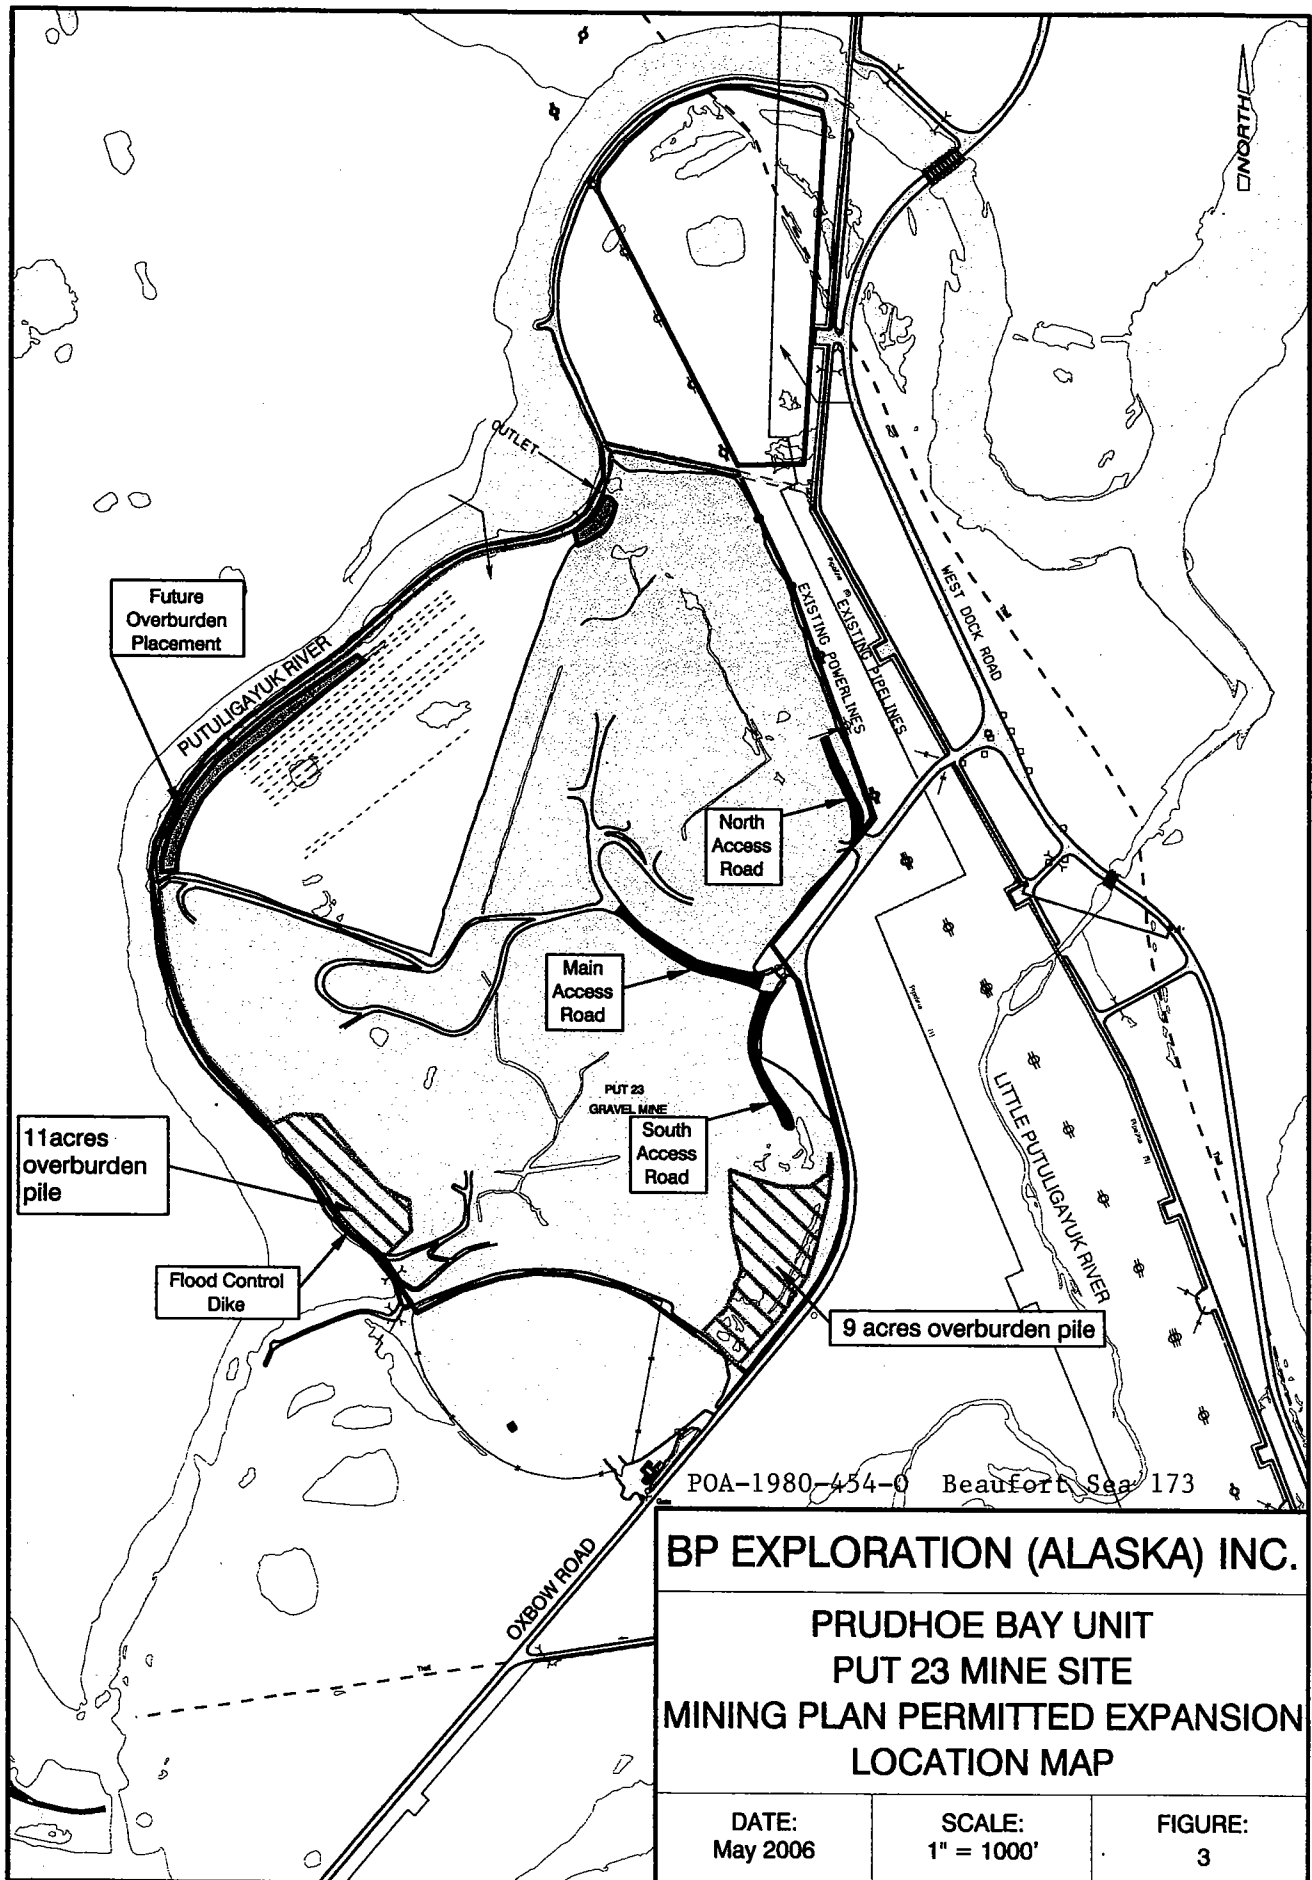 NORTH
OUTLET
Future
Overburden
Placement
PUTULIGAYUK RIVER
EXISTING POWERLINES
EXISTING PIPELINES
WEST DOCK ROAD
North
Access
Road
Main
Access
Road
PUT 23
GRAVEL MINE
South
Access
Road
LITTLE PUTULIGAYUK RIVER
11acres
overburden
pile
Flood Control
Dike
9 acres overburden pile
OXBOW ROAD
POA-1980-454-O Beaufort Sea 173
BP EXPLORATION (ALASKA) INC.
PRUDHOE BAY UNIT
PUT 23 MINE SITE
MINING PLAN PERMITTED EXPANSION
LOCATION MAP
DATE:
May 2006
SCALE:
1" = 1000'
FIGURE:
3